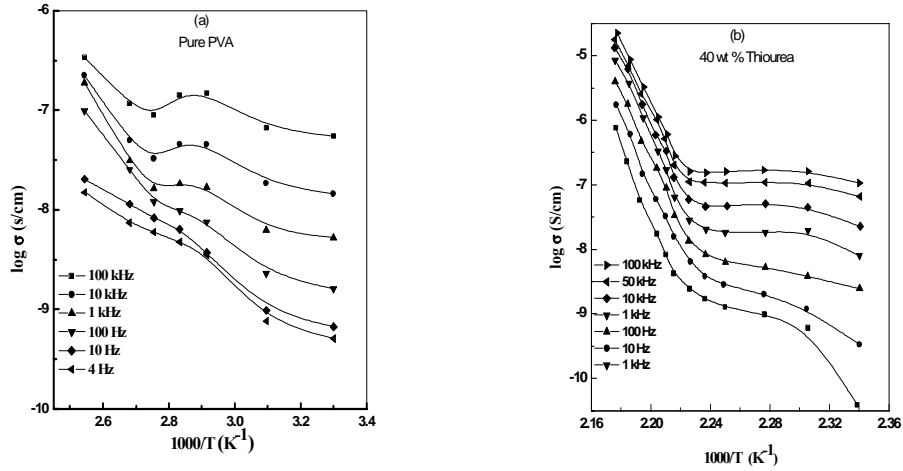 (a)
Pure PVA
-6
-7
-8
-9
-10
log σ (s/cm)
100 kHz
10 kHz
1 kHz
100 Hz
10 Hz
4 Hz
2.6 2.8 3.0 3.2 3.4
1000/T (K⁻¹)
(b)
40 wt % Thiourea
-5
-6
-7
-8
-9
-10
log σ (S/cm)
100 kHz
50 kHz
10 kHz
1 kHz
100 Hz
10 Hz
1 kHz
2.16 2.20 2.24 2.28 2.32 2.36
1000/T (K⁻¹)